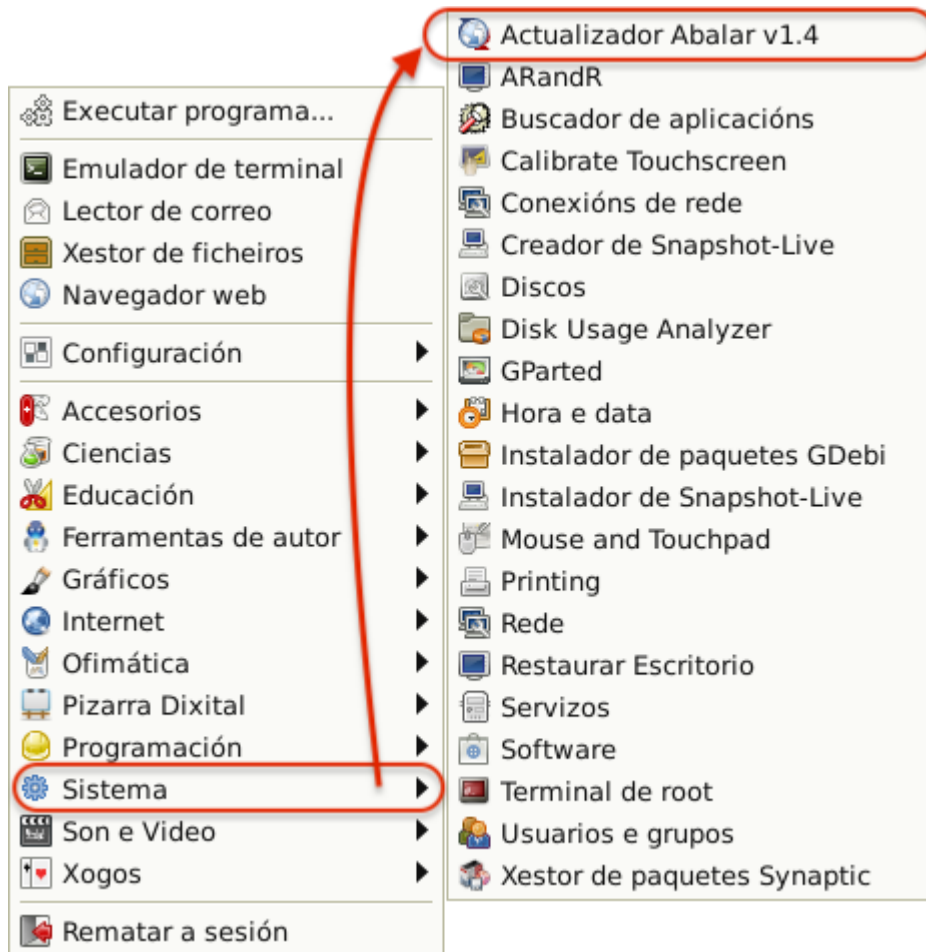 Executar programa...
Emulador de terminal
Lector de correo
Xestor de ficheiros
Navegador web
Configuración
Accesorios
Ciencias
Educación
Ferramentas de autor
Gráficos
Internet
Ofimática
Pizarra Dixital
Programación
Sistema
Son e Video
Xogos
Rematar a sesión
Actualizador Abalar v1.4
ARandR
Buscador de aplicacións
Calibrate Touchscreen
Conexións de rede
Creador de Snapshot-Live
Discos
Disk Usage Analyzer
GParted
Hora e data
Instalador de paquetes GDebi
Instalador de Snapshot-Live
Mouse and Touchpad
Printing
Rede
Restaurar Escritorio
Servizos
Software
Terminal de root
Usuarios e grupos
Xestor de paquetes Synaptic